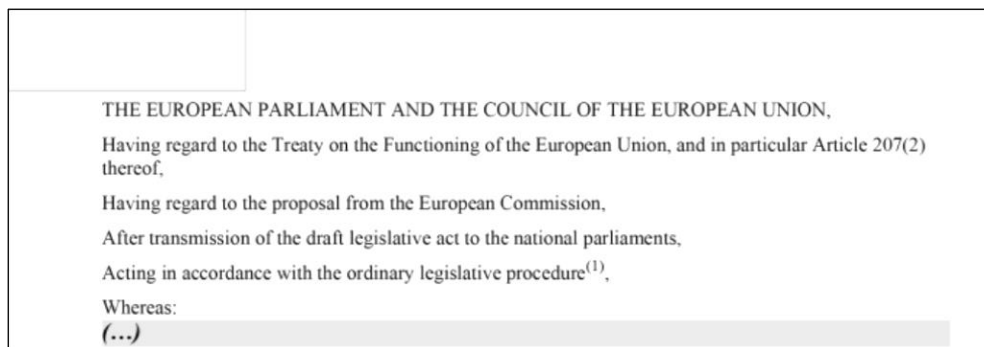 THE EUROPEAN PARLIAMENT AND THE COUNCIL OF THE EUROPEAN UNION,
Having regard to the Treaty on the Functioning of the European Union, and in particular Article 207(2)
thereof,
Having regard to the proposal from the European Commission,
After transmission of the draft legislative act to the national parliaments,
Acting in accordance with the ordinary legislative procedure(1),
Whereas:
(...)